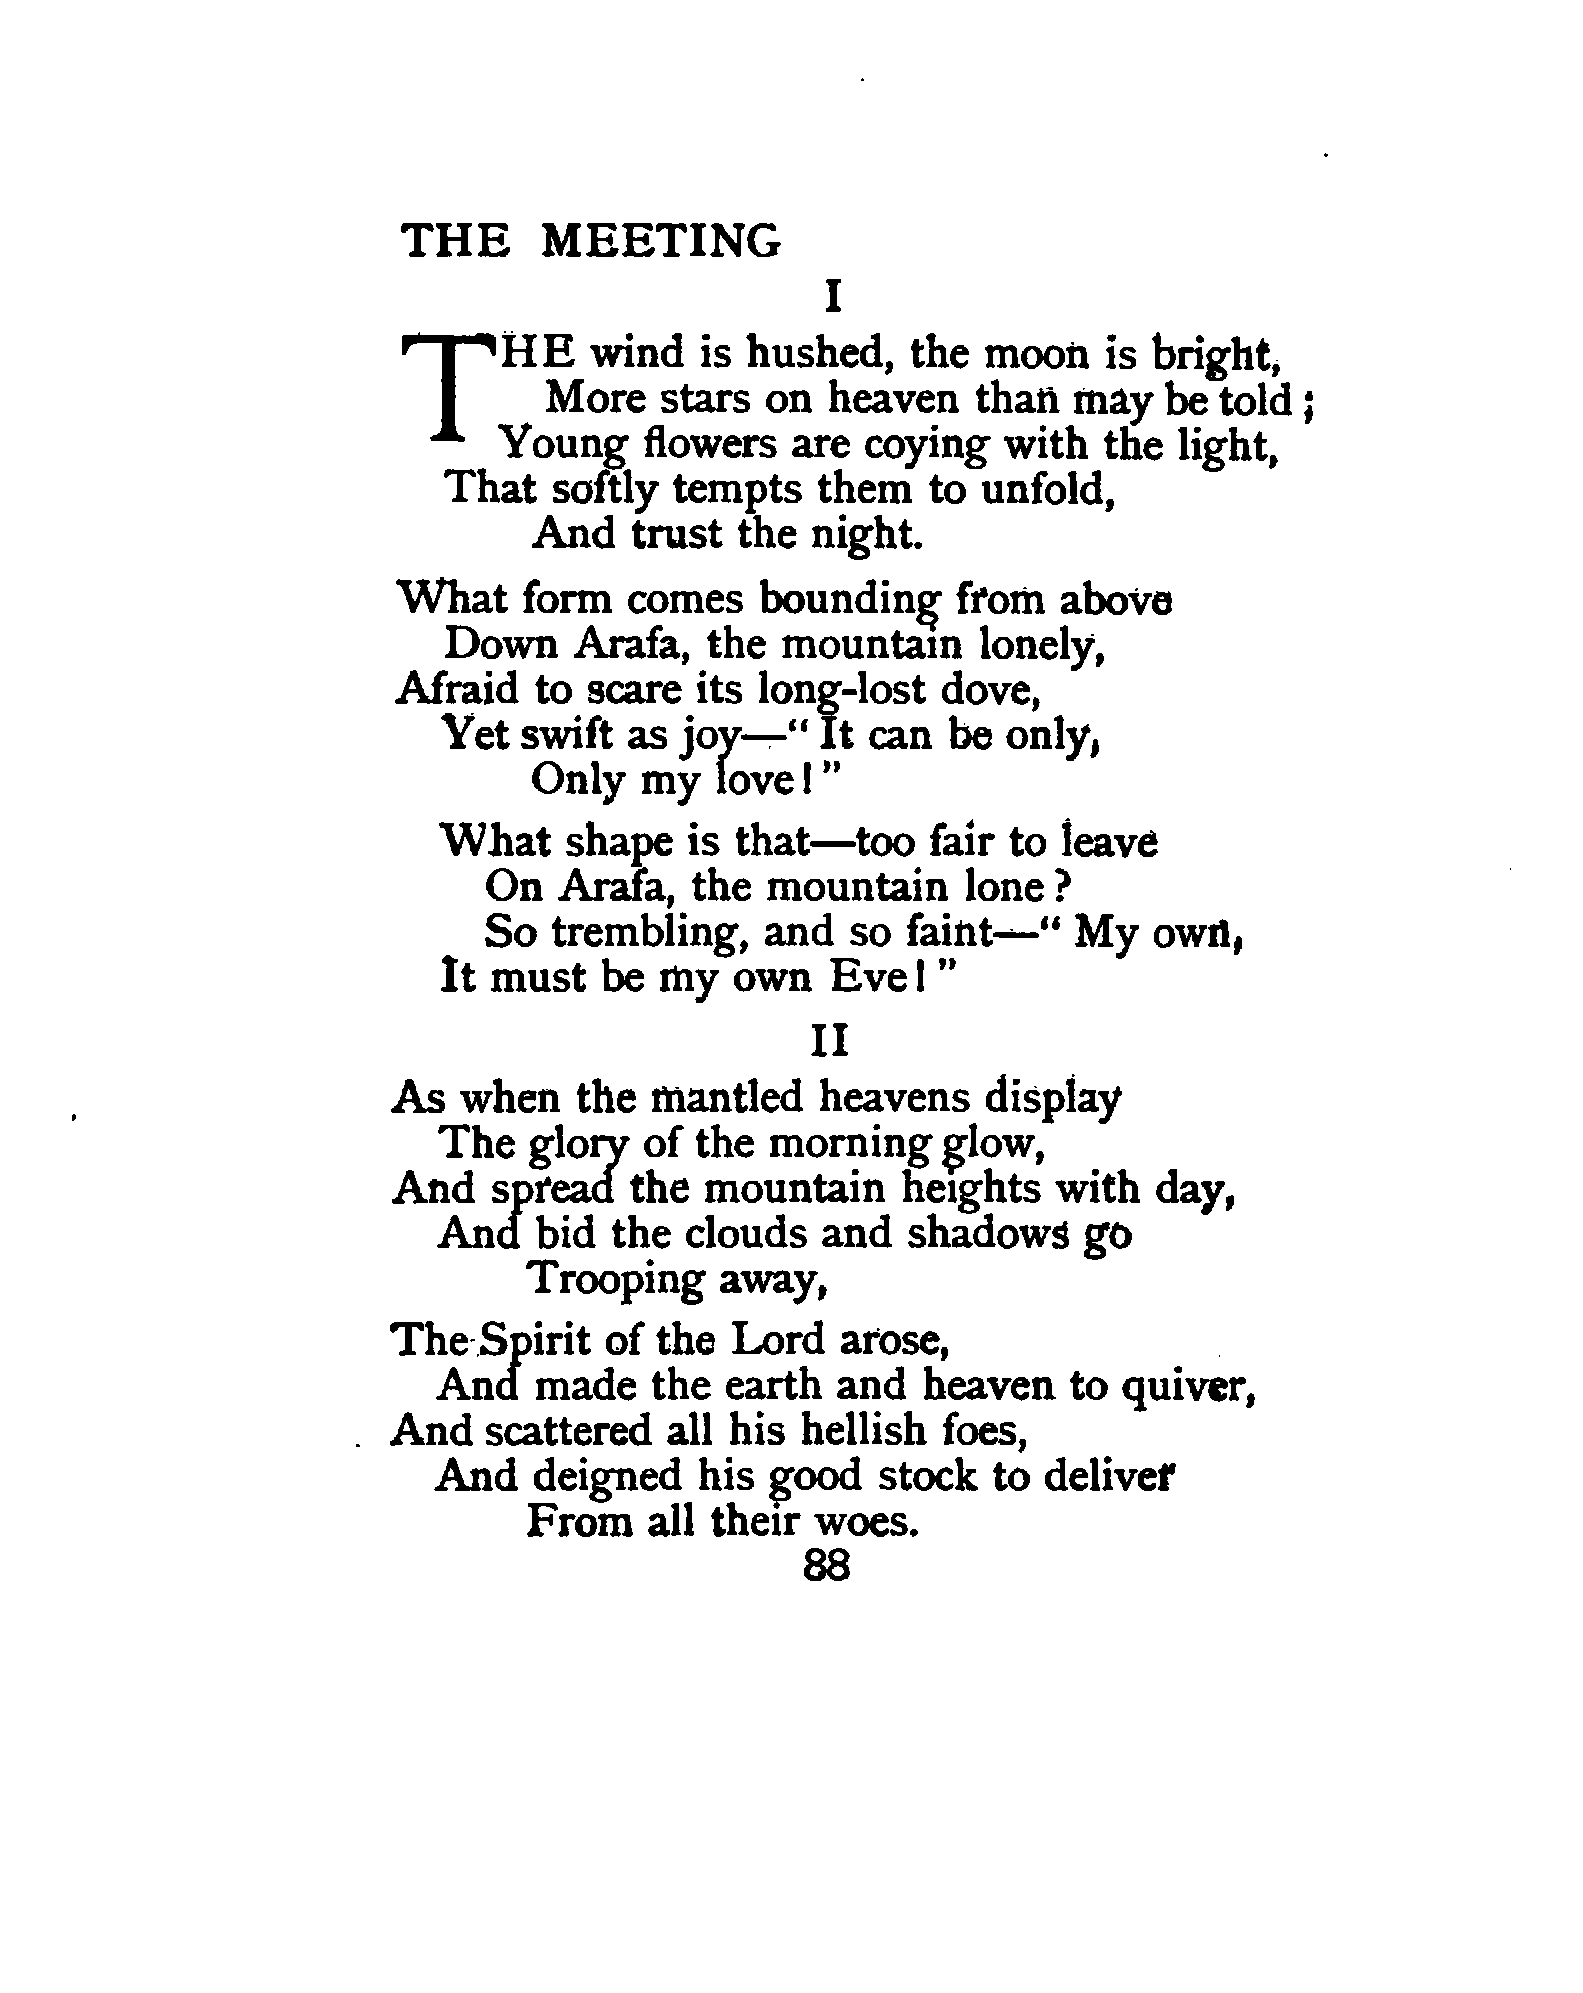 THE MEETING
I
THE wind is hushed, the moon is bright,
More stars on heaven than may be told;
Young flowers are coying with the light,
That softly tempts them to unfold,
And trust the night.
What form comes bounding from above
Down Arafa, the mountain lonely,
Afraid to scare its long-lost dove,
Yet swift as joy—“ It can be only,
Only my love! ”
What shape is that—too fair to leave
On Arafa, the mountain lone?
So trembling, and so faint—“ My own,
It must be my own Eve! ”
II
As when the mantled heavens display
The glory of the morning glow,
And spread the mountain heights with day,
And bid the clouds and shadows go
Trooping away,
The Spirit of the Lord arose,
And made the earth and heaven to quiver,
And scattered all his hellish foes,
And deigned his good stock to deliver
From all their woes.
88